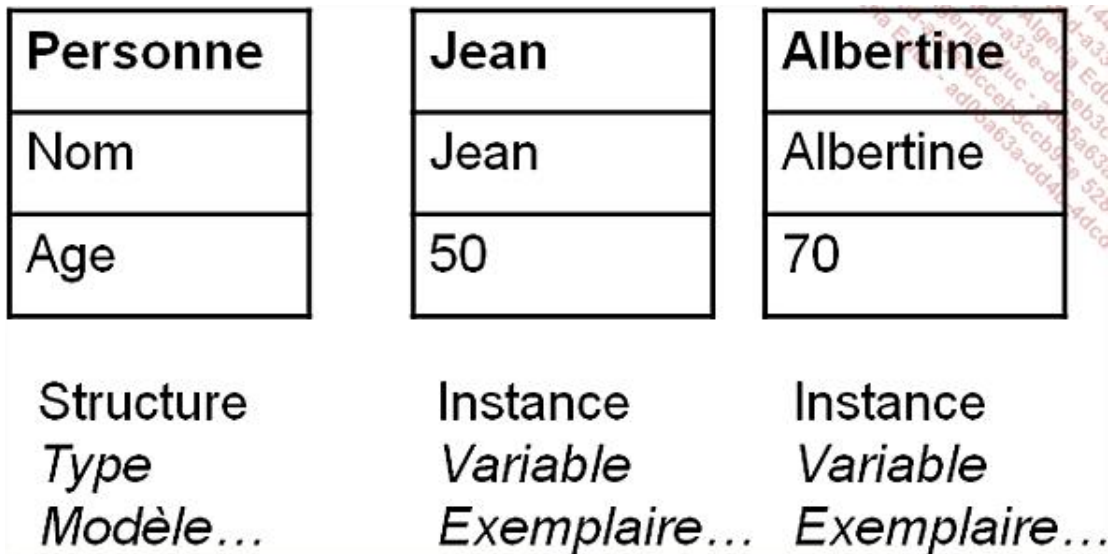 Personne Jean Albertine
Nom Jean Albertine
Age 50 70
Structure Instance Instance
Type Variable Variable
Modèle... Exemplaire... Exemplaire...